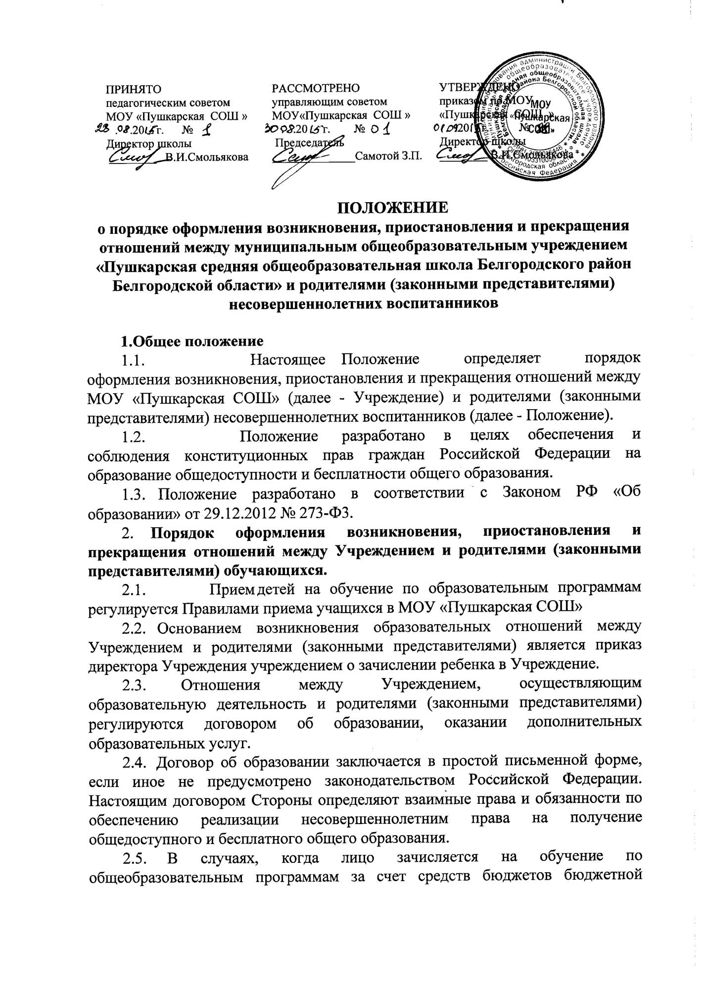 ПРИНЯТО
педагогическим советом
МОУ «Пушкарская СОШ »
28.08.2015г. № 1
Директор школы
В.И.Смольякова
РАССМОТРЕНО
управляющим советом
МОУ«Пушкарская СОШ »
30 08.2015г. № 01
Председатель
Самотой З.П.
УТВЕРЖДЕНО
приказом по МОУ
«Пушкарская СОШ »
01.09.201 г. №
Директор школы
В.И.Смольякова
МОУ
«Пушкарская
СОШ»
ПОЛОЖЕНИЕ
о порядке оформления возникновения, приостановления и прекращения
отношений между муниципальным общеобразовательным учреждением
«Пушкарская средняя общеобразовательная школа Белгородского район
Белгородской области» и родителями (законными представителями)
несовершеннолетних воспитанников
1.Общее положение
1.1. Настоящее Положение определяет порядок
оформления возникновения, приостановления и прекращения отношений между
МОУ «Пушкарская СОШ» (далее - Учреждение) и родителями (законными
представителями) несовершеннолетних воспитанников (далее - Положение).
1.2. Положение разработано в целях обеспечения и
соблюдения конституционных прав граждан Российской Федерации на
образование общедоступности и бесплатности общего образования.
1.3. Положение разработано в соответствии с Законом РФ «Об
образовании» от 29.12.2012 № 273-ФЗ.
2. Порядок оформления возникновения, приостановления и
прекращения отношений между Учреждением и родителями (законными
представителями) обучающихся.
2.1. Прием детей на обучение по образовательным программам
регулируется Правилами приема учащихся в МОУ «Пушкарская СОШ»
2.2. Основанием возникновения образовательных отношений между
Учреждением и родителями (законными представителями) является приказ
директора Учреждения учреждением о зачислении ребенка в Учреждение.
2.3. Отношения между Учреждением, осуществляющим
образовательную деятельность и родителями (законными представителями)
регулируются договором об образовании, оказании дополнительных
образовательных услуг.
2.4. Договор об образовании заключается в простой письменной форме,
если иное не предусмотрено законодательством Российской Федерации.
Настоящим договором Стороны определяют взаимные права и обязанности по
обеспечению реализации несовершеннолетним права на получение
общедоступного и бесплатного общего образования.
2.5. В случаях, когда лицо зачисляется на обучение по
общеобразовательным программам за счет средств бюджетов бюджетной